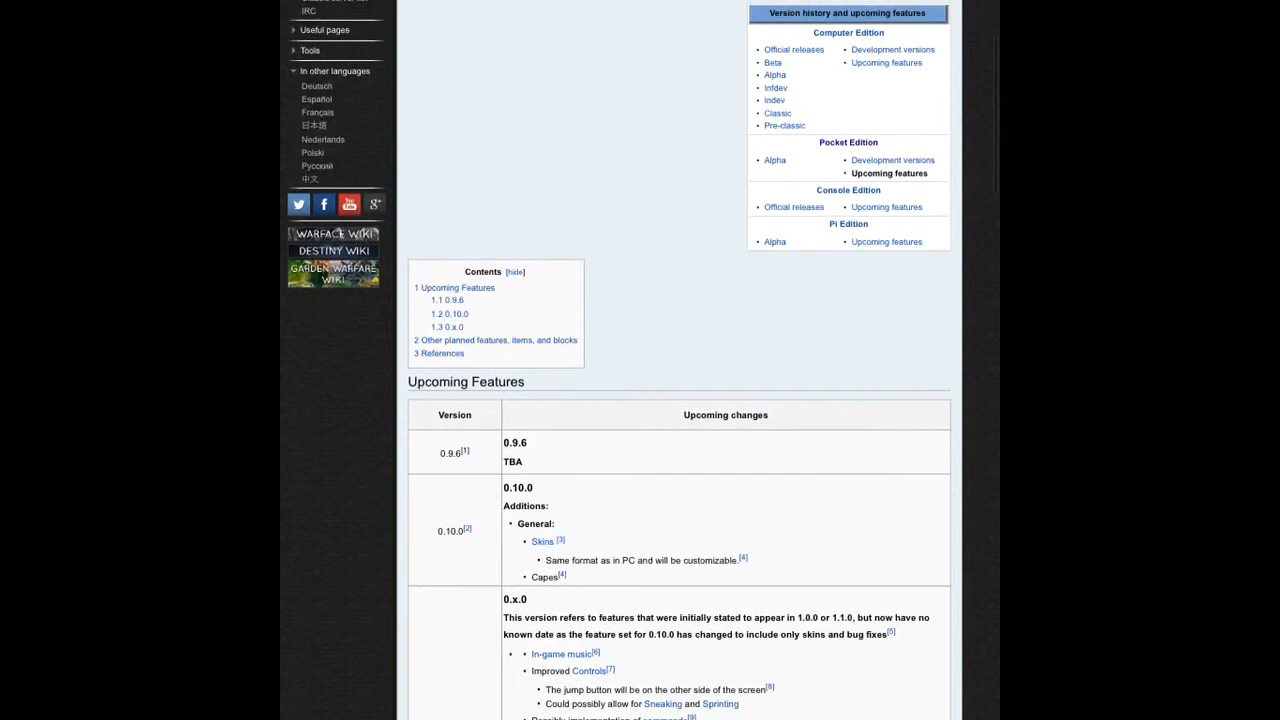 IRC
Useful pages
Tools
In other languages
Deutsch
Español
Français
日本語
Nederlands
Polski
Русский
中文
You Tube
g+
WARFACE WIKI
DESTINY WIKI
GARDEN WARFARE
WIKI
Version history and upcoming features
Computer Edition
• Official releases • Development versions
• Beta • Upcoming features
• Alpha
• Infdev
• Indev
• Classic
• Pre-classic
Pocket Edition
• Alpha • Development versions
• Upcoming features
Console Edition
• Official releases • Upcoming features
Pi Edition
• Alpha • Upcoming features
Contents [hide]
1 Upcoming Features
1.1 0.9.6
1.2 0.10.0
1.3 0.x.0
2 Other planned features, items, and blocks
3 References
Upcoming Features
Version Upcoming changes
0.9.6[1]
0.9.6
TBA
0.10.0[2]
0.10.0
Additions:
• General:
• Skins [3]
• Same format as in PC and will be customizable.[4]
• Capes[4]
0.x.0
This version refers to features that were initially stated to appear in 1.0.0 or 1.1.0, but now have no
known date as the feature set for 0.10.0 has changed to include only skins and bug fixes[5]
• • In-game music[6]
• Improved Controls[7]
• The jump button will be on the other side of the screen[8]
• Could possibly allow for Sneaking and Sprinting
• Possibly implementation of commands[9]